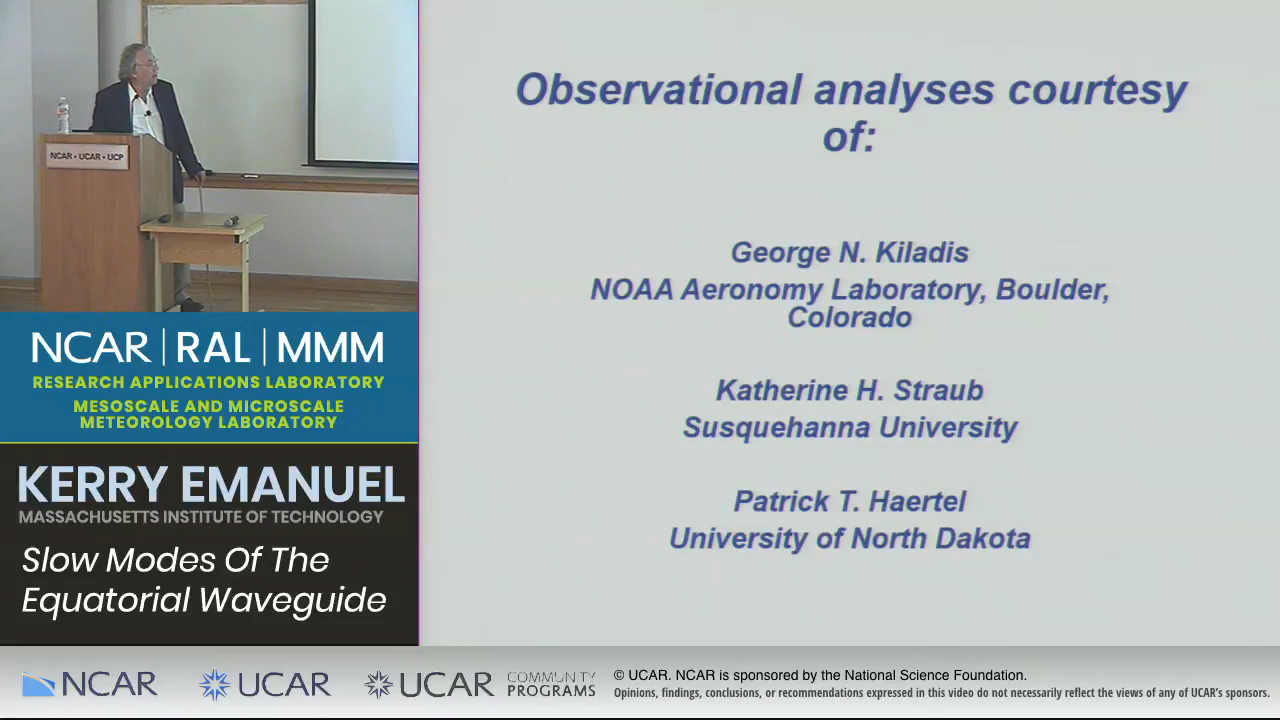 NCAR • UCAR • UCP
NCAR | RAL | MMM
RESEARCH APPLICATIONS LABORATORY
MESOSCALE AND MICROSCALE
METEOROLOGY LABORATORY
KERRY EMANUEL
MASSACHUSETTS INSTITUTE OF TECHNOLOGY
Slow Modes Of The
Equatorial Waveguide
Observational analyses courtesy
of:
George N. Kiladis
NOAA Aeronomy Laboratory, Boulder,
Colorado
Katherine H. Straub
Susquehanna University
Patrick T. Haertel
University of North Dakota
NCAR
UCAR
UCAR
COMMUNITY
PROGRAMS
© UCAR. NCAR is sponsored by the National Science Foundation.
Opinions, findings, conclusions, or recommendations expressed in this video do not necessarily reflect the views of any of UCAR's sponsors.